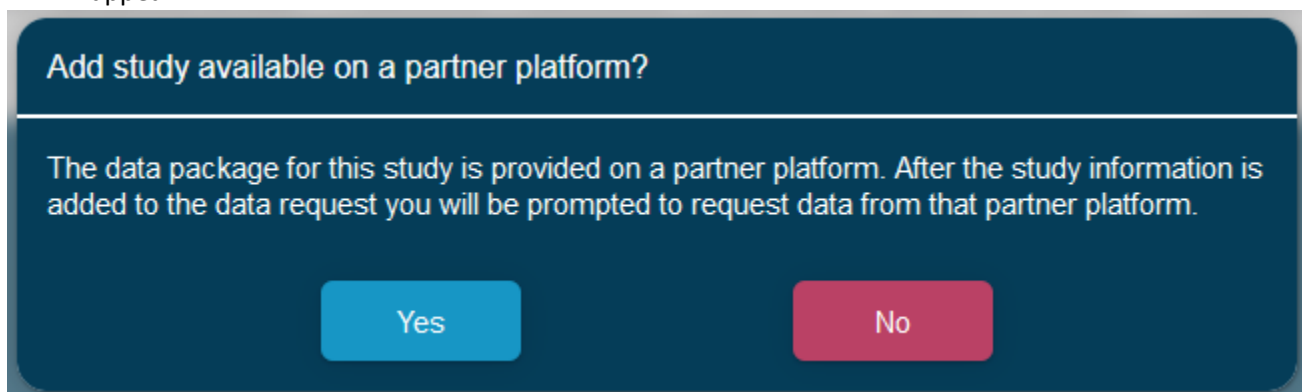 Add study available on a partner platform?
The data package for this study is provided on a partner platform. After the study information is
added to the data request you will be prompted to request data from that partner platform.
Yes
No